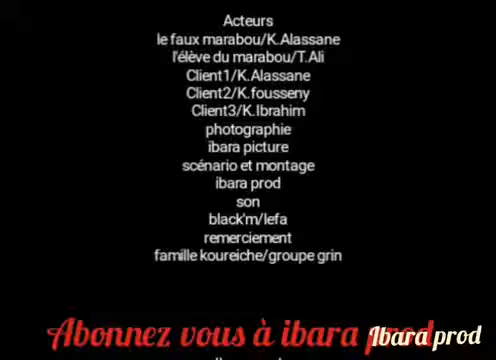 Acteurs
le faux marabou/K.Alassane
l'élève du marabou/T.Ali
Client1/K.Alassane
Client2/K.fousseny
Client3/K.Ibrahim
photographie
ibara picture
scénario et montage
ibara prod
son
black'm/lefa
remerciement
famille koureiche/groupe grin
Abonnez vous à ibara prod
Ibara prod